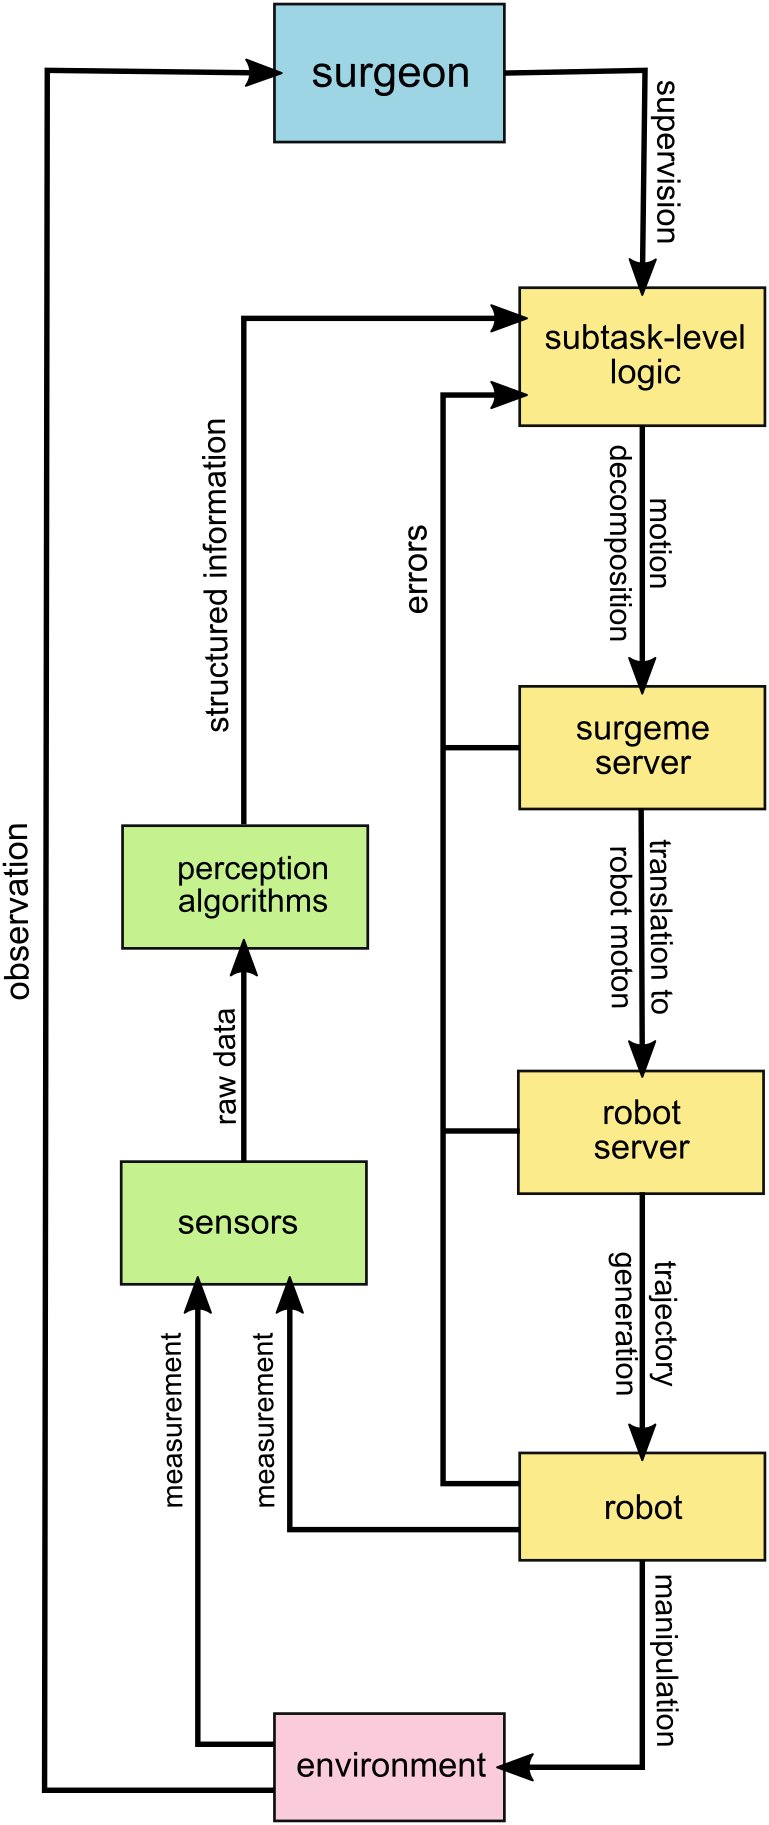 surgeon
supervision
subtask-level
logic
structured information
errors
motion
decomposition
surgeme
server
observation
perception
algorithms
translation to
robot moton
raw data
robot
server
sensors
trajectory
generation
measurement
measurement
robot
manipulation
environment